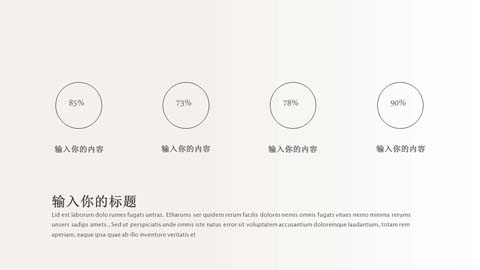 85%
73%
78%
90%
输入你的内容
输入你的内容
输入你的内容
输入你的内容
输入你的标题
Lid est laborum dolo rumes fugats untras. Etharums ser quidem rerum facilis dolores nemis omnis fugats vitaes nemo minima rerums
unsers sadips amets.. Sed ut perspiciatis unde omnis iste natus error sit voluptatem accusantium doloremque laudantium, totam rem
aperiam, eaque ipsa quae ab illo inventore veritatis et